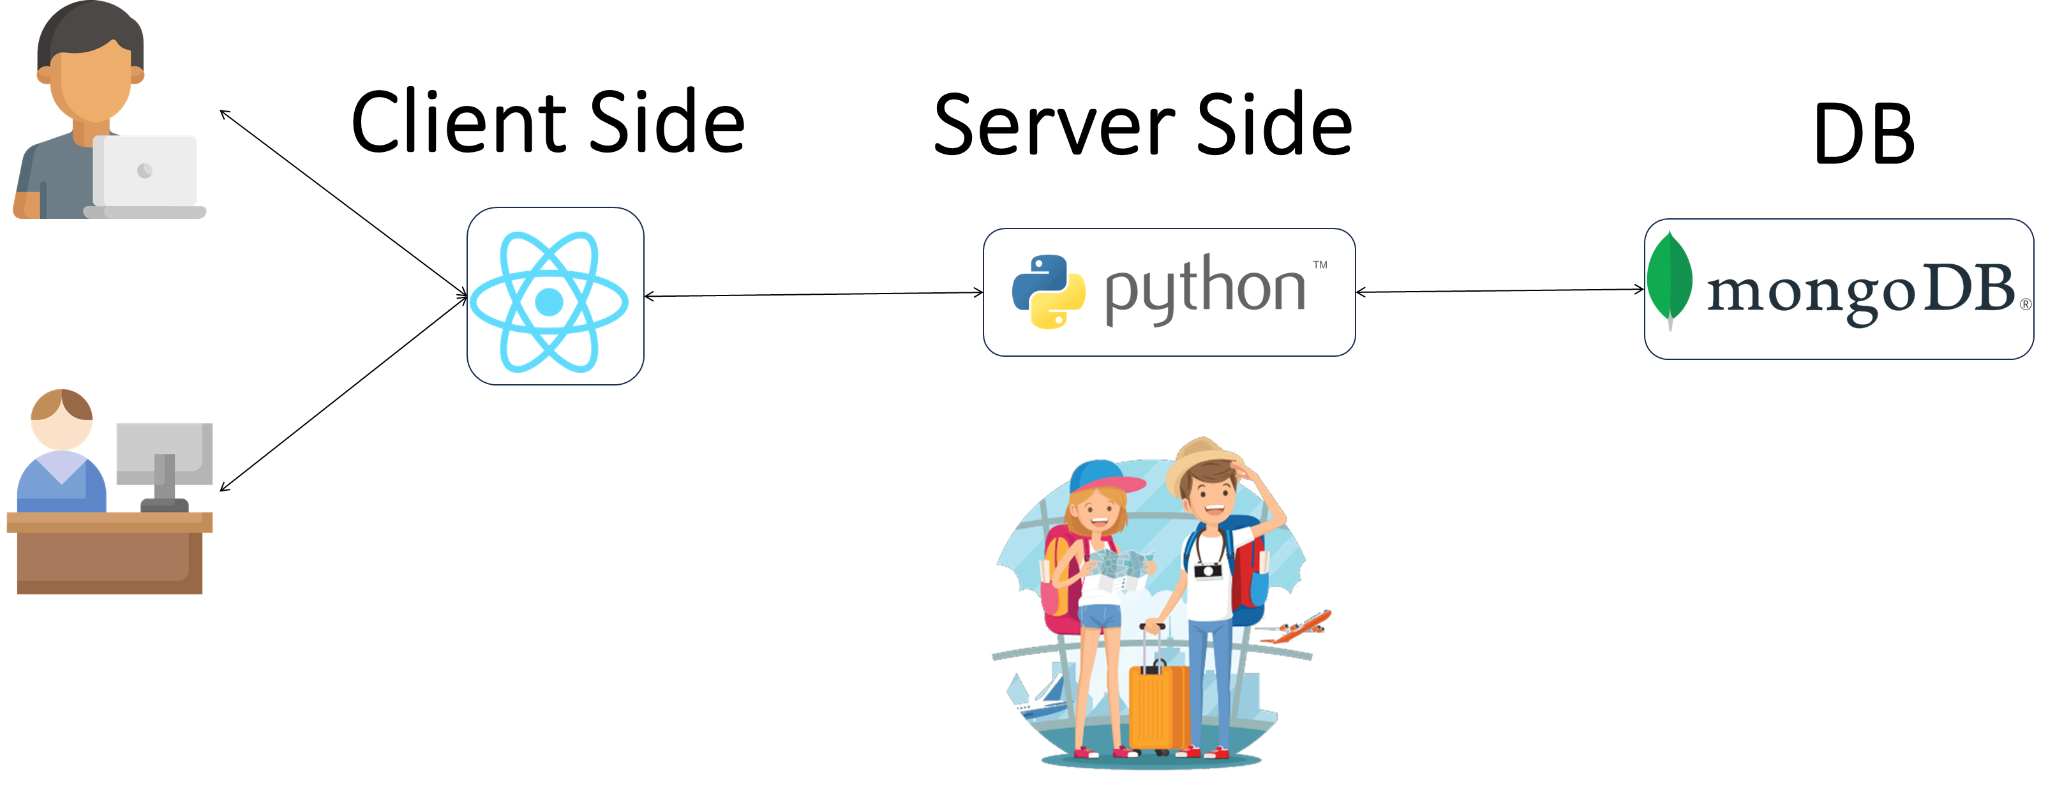 Client Side
Server Side
DB
python™
mongoDB®